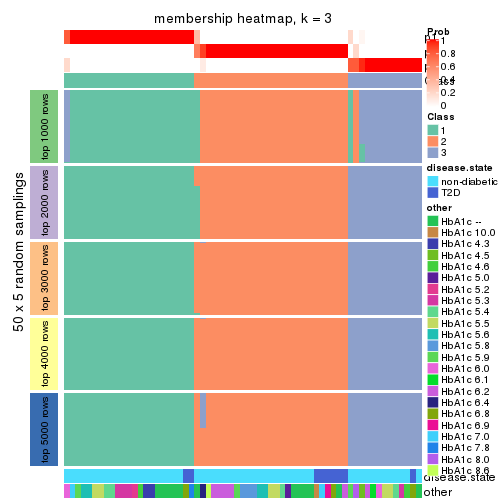 membership heatmap, k = 3
50 x 5 random samplings
top 1000 rows
top 2000 rows
top 3000 rows
top 4000 rows
top 5000 rows
disease.state
other
Prob
1
0.8
0.6
0.4
0.2
0
Class
1
2
3
disease.state
non-diabetic
T2D
other
HbA1c --
HbA1c 10.0
HbA1c 4.3
HbA1c 4.5
HbA1c 4.6
HbA1c 5.0
HbA1c 5.2
HbA1c 5.3
HbA1c 5.4
HbA1c 5.5
HbA1c 5.6
HbA1c 5.8
HbA1c 5.9
HbA1c 6.0
HbA1c 6.1
HbA1c 6.2
HbA1c 6.4
HbA1c 6.8
HbA1c 6.9
HbA1c 7.0
HbA1c 7.8
HbA1c 8.0
HbA1c 8.6